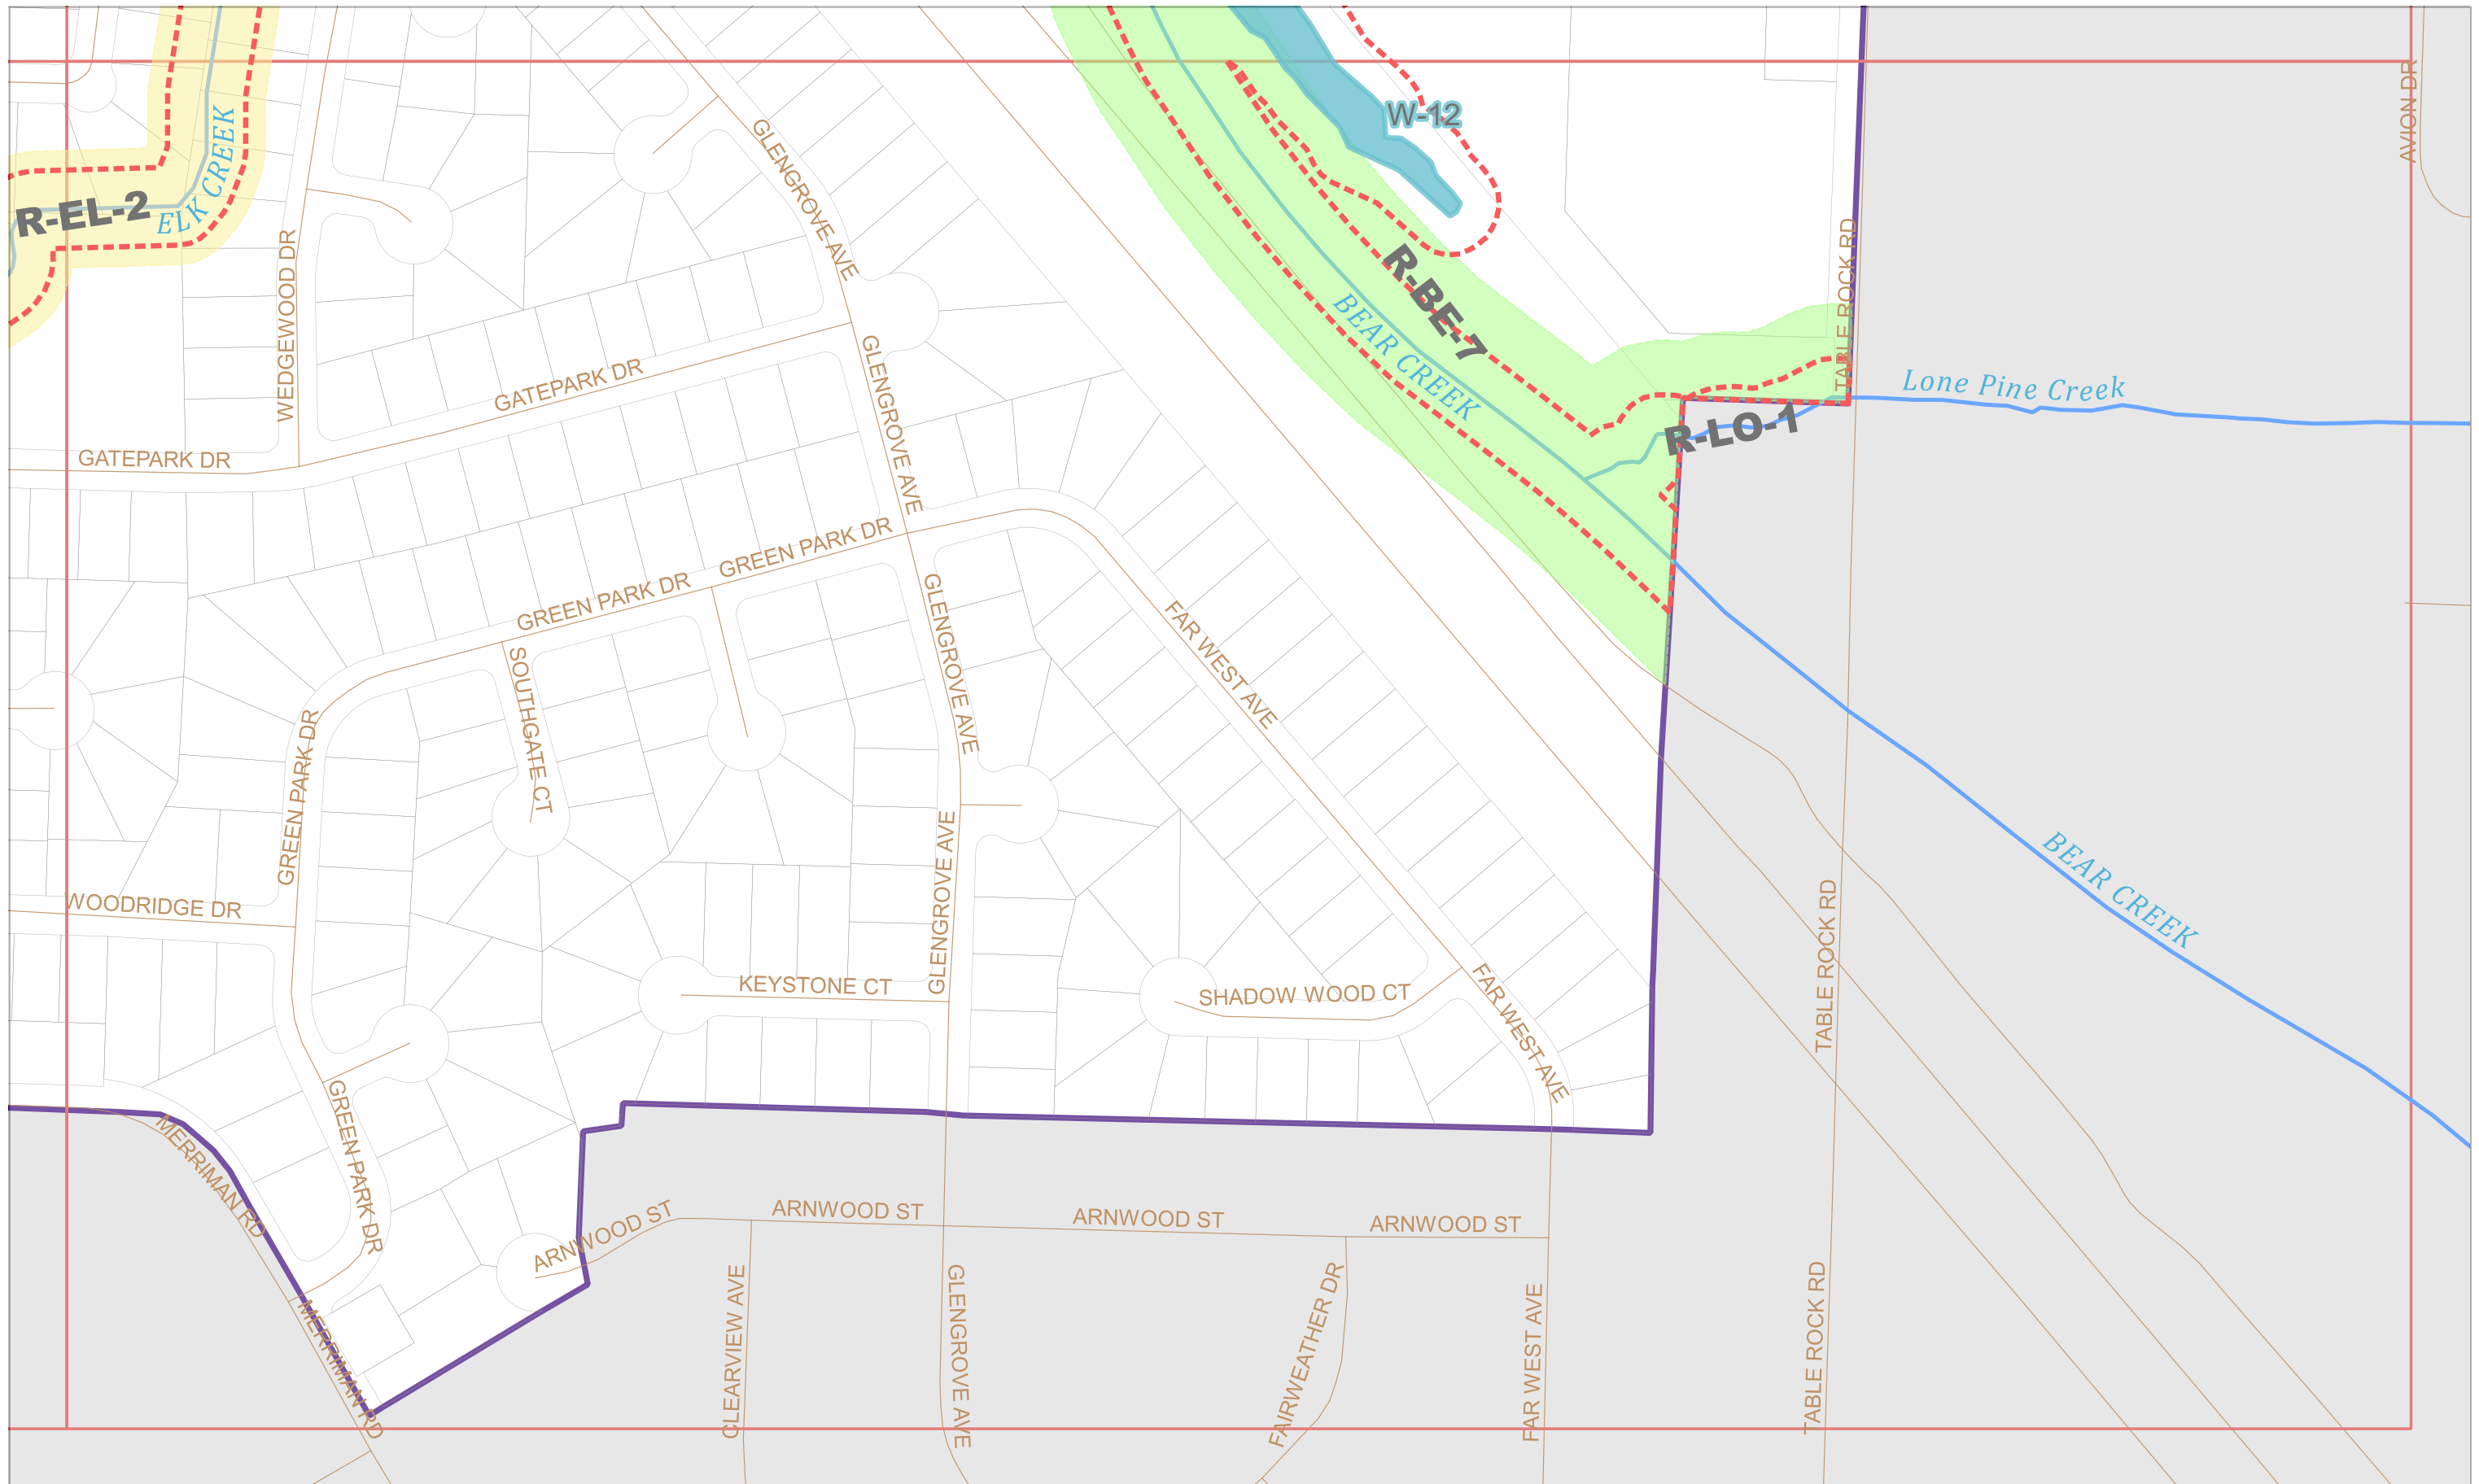 AVION DR
W-12
ELK CREEK
R-EL-2
GLENGROVE AVE
TABLE ROCK RD
WEDGEWOOD DR
R-BE-7
BEAR CREEK
Lone Pine Creek
GATEPARK DR
GLENGROVE AVE
R-LO-1
GATEPARK DR
GREEN PARK DR
GREEN PARK DR
GLENGROVE AVE
FAR WEST AVE
SOUTHGATE CT
GREEN PARK DR
GLENGROVE AVE
BEAR CREEK
WOODRIDGE DR
TABLE ROCK RD
KEYSTONE CT
SHADOW WOOD CT
FAR WEST AVE
MERRIMAN RD
GREEN PARK DR
ARNWOOD ST
ARNWOOD ST
ARNWOOD ST
ARNWOOD ST
MERRIMAN RD
CLEARVIEW AVE
GLENGROVE AVE
FAIRWEATHER DR
FAR WEST AVE
TABLE ROCK RD